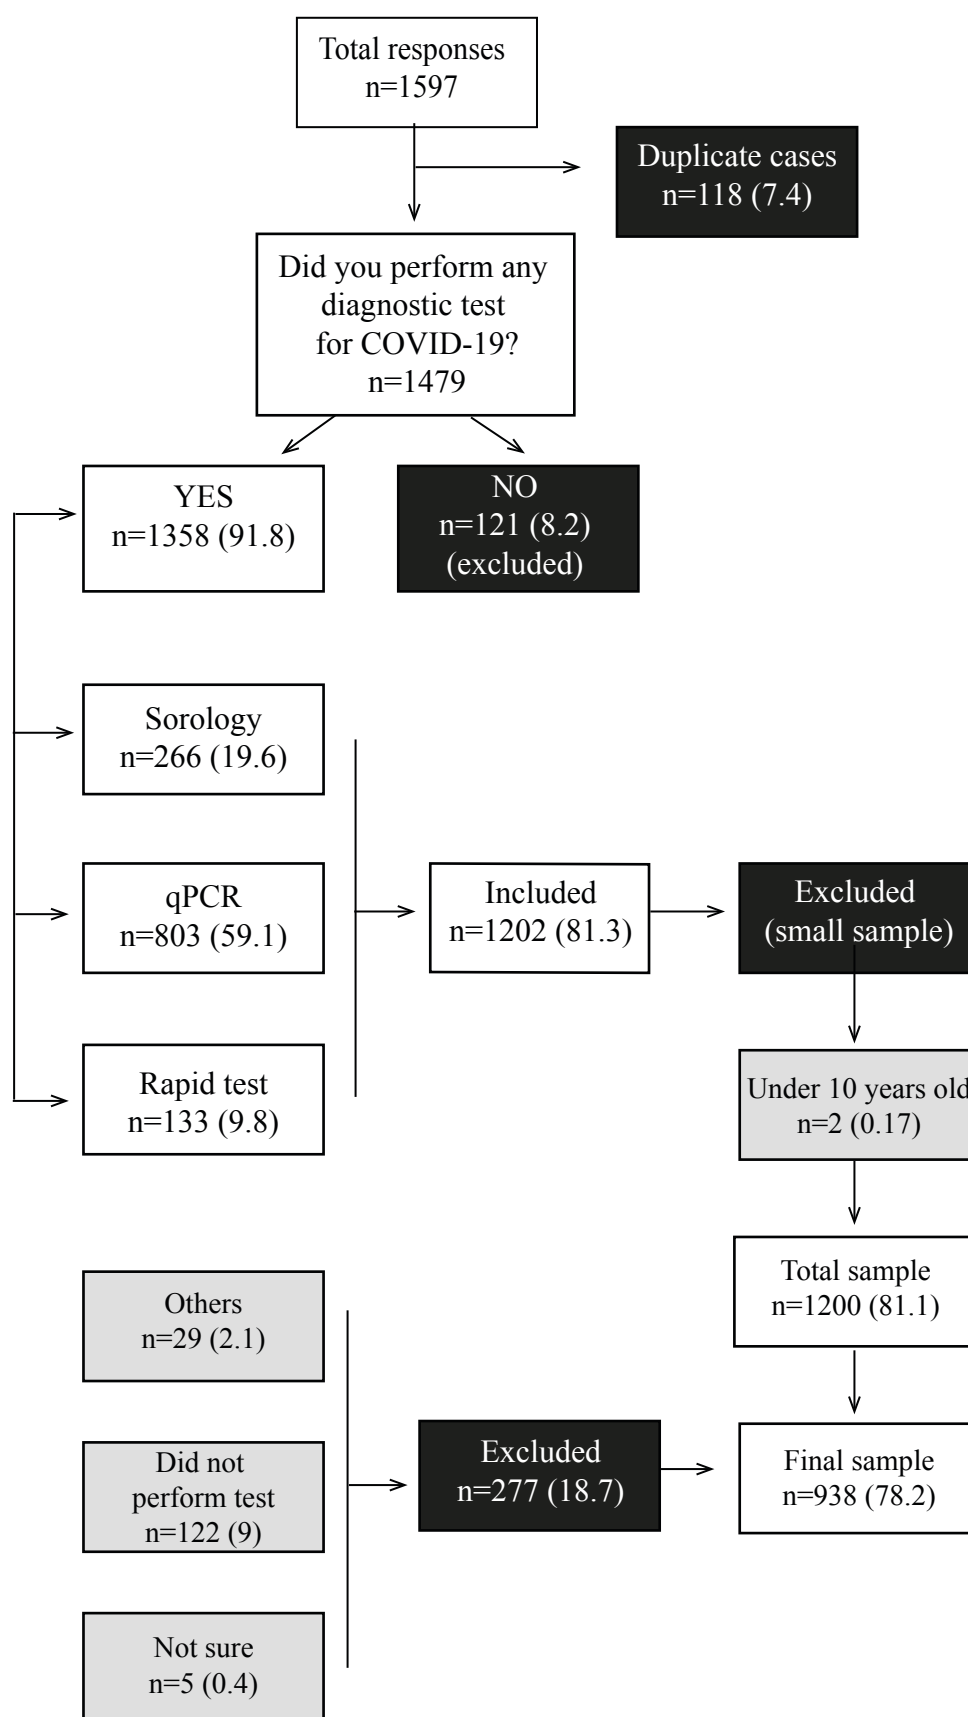 Total responses
n=1597
Duplicate cases
n=118 (7.4)
Did you perform any
diagnostic test
for COVID-19?
n=1479
YES
n=1358 (91.8)
NO
n=121 (8.2)
(excluded)
Sorology
n=266 (19.6)
qPCR
n=803 (59.1)
Included
n=1202 (81.3)
Excluded
(small sample)
Rapid test
n=133 (9.8)
Under 10 years old
n=2 (0.17)
Total sample
n=1200 (81.1)
Others
n=29 (2.1)
Did not
perform test
n=122 (9)
Excluded
n=277 (18.7)
Final sample
n=938 (78.2)
Not sure
n=5 (0.4)